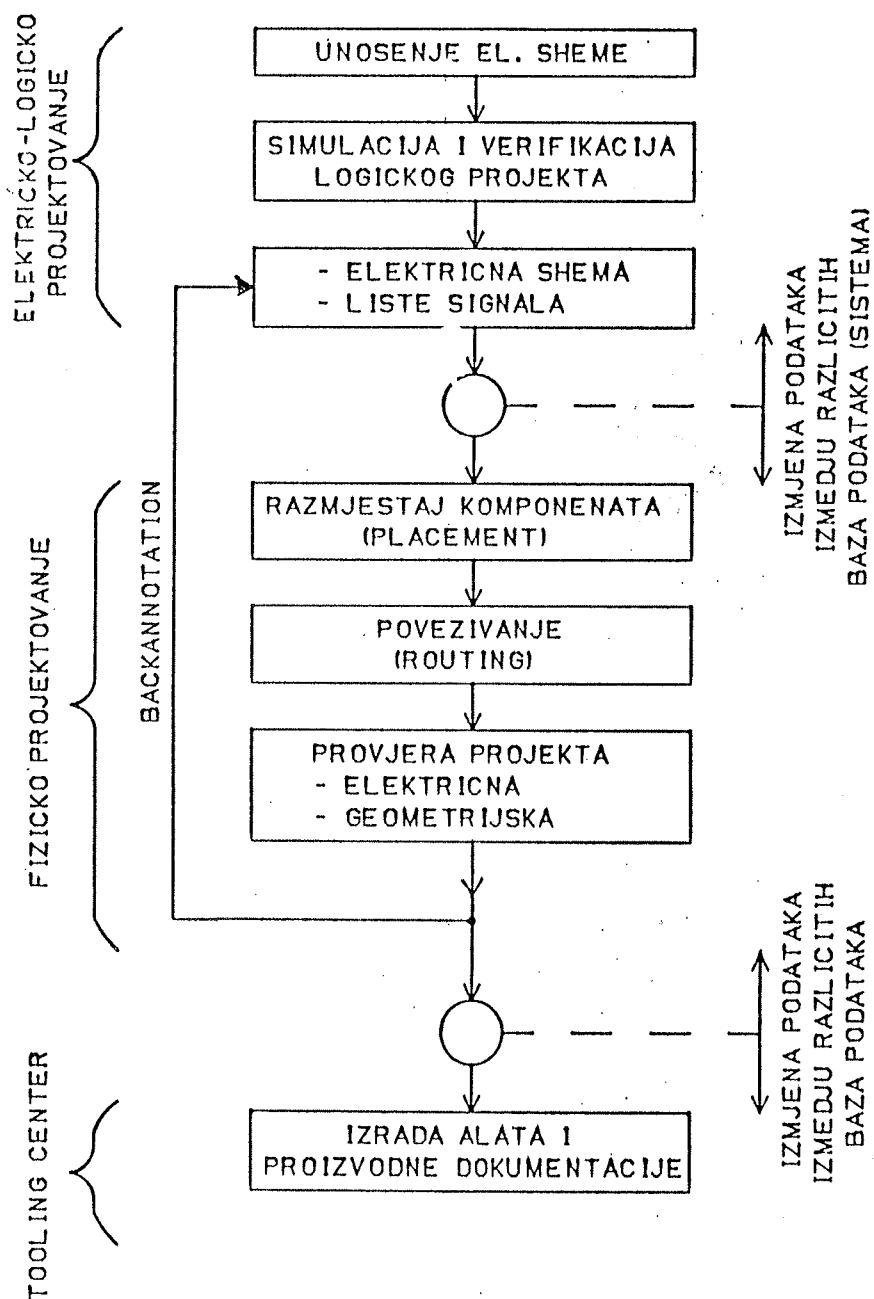 ELEKTRICKO-LOGICKO
PROJEKTOVANJE
UNOSENJE EL. SHEME
SIMULACIJA I VERIFIKACIJA
LOGICKOG PROJEKTA
- ELEKTRICNA SHEMA
- LISTE SIGNALA
IZMJENA PODATAKA
IZMEDJU RAZLICITIH
BAZA PODATAKA (SISTEMA)
FIZICKO PROJEKTOVANJE
BACKANNOTATION
RAZMJESTAJ KOMPONENATA
(PLACEMENT)
POVEZIVANJE
(ROUTING)
PROVJERA PROJEKTA
- ELEKTRICNA
- GEOMETRIJSKA
IZMJENA PODATAKA
IZMEDJU RAZLICITIH
BAZA PODATAKA
TOOLING CENTER
IZRADA ALATA I
PROIZVODNE DOKUMENTACIJE